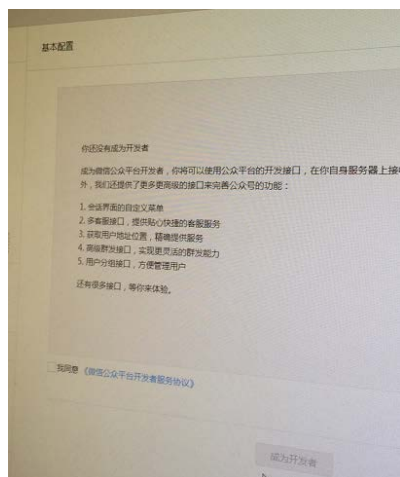 基本配置
你还没有成为开发者
成为微信公众平台开发者，你将可以使用公众平台的开发接口，在你自身服务器上接
外，我们还提供了更多更高级的接口来完善公众号的功能：
1. 会话界面的自定义菜单
2. 多客服接口，提供贴心快捷的客服服务
3. 获取用户地址位置，精确提供服务
4. 高级群发接口，实现更灵活的群发能力
5. 用户分组接口，方便管理用户
还有很多接口，等你来体验。
我同意《微信公众平台开发者服务协议》
成为开发者